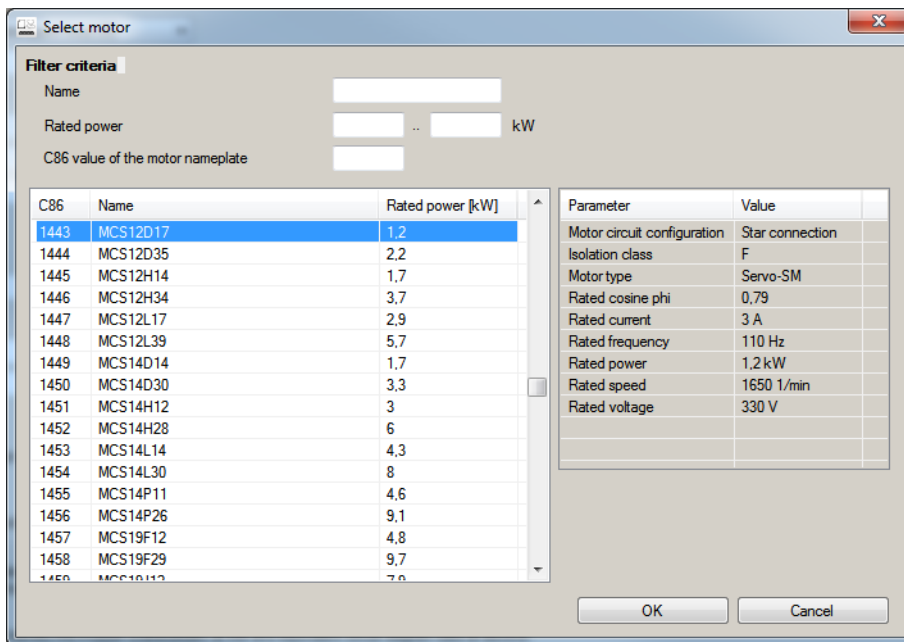 Select motor
Filter criteria
Name
Rated power .. kW
C86 value of the motor nameplate
C86 Name Rated power [kW]
1443 MCS12D17 1,2
1444 MCS12D35 2,2
1445 MCS12H14 1,7
1446 MCS12H34 3,7
1447 MCS12L17 2,9
1448 MCS12L39 5,7
1449 MCS14D14 1,7
1450 MCS14D30 3,3
1451 MCS14H12 3
1452 MCS14H28 6
1453 MCS14L14 4,3
1454 MCS14L30 8
1455 MCS14P11 4,6
1456 MCS14P26 9,1
1457 MCS19F12 4,8
1458 MCS19F29 9,7
Parameter Value
Motor circuit configuration Star connection
Isolation class F
Motor type Servo-SM
Rated cosine phi 0,79
Rated current 3 A
Rated frequency 110 Hz
Rated power 1,2 kW
Rated speed 1650 1/min
Rated voltage 330 V
OK Cancel